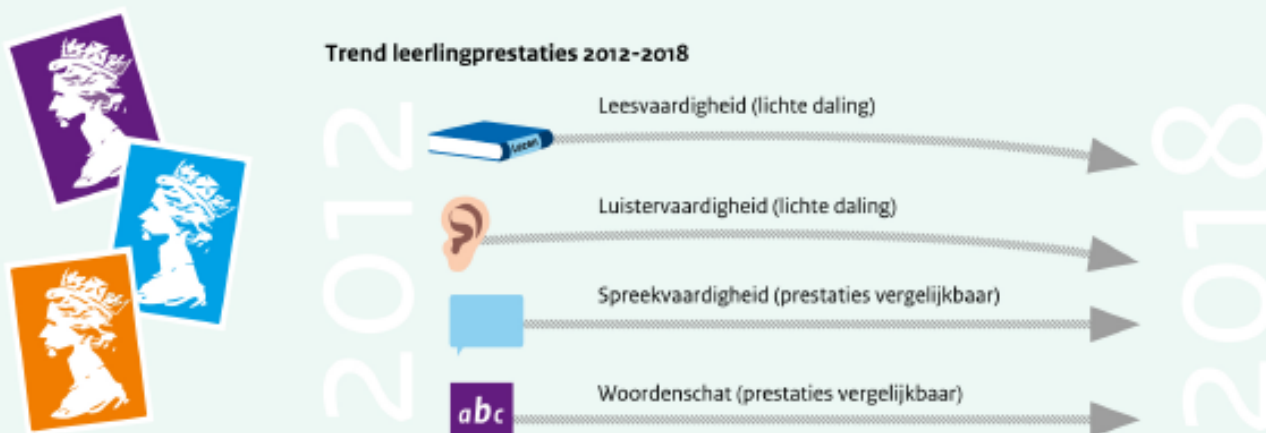 Trend leerlingprestaties 2012-2018
2012
2018
Leesvaardigheid (lichte daling)
Lezen
Luistervaardigheid (lichte daling)
Spreekvaardigheid (prestaties vergelijkbaar)
Woordenschat (prestaties vergelijkbaar)
abc